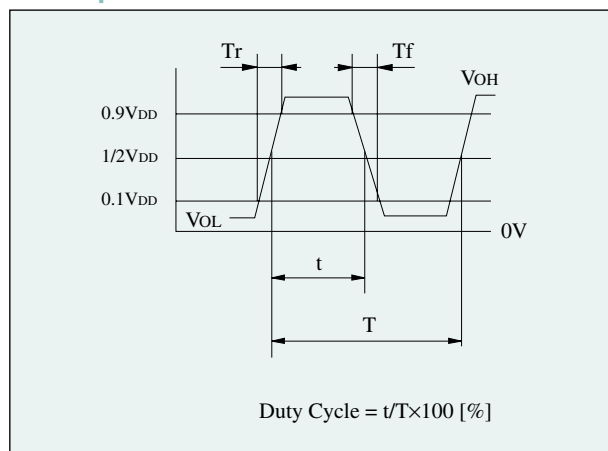 Tr Tf
VOH
0.9VDD
1/2VDD
0.1VDD
VOL
0V
t
T
Duty Cycle = t/T×100 [%]